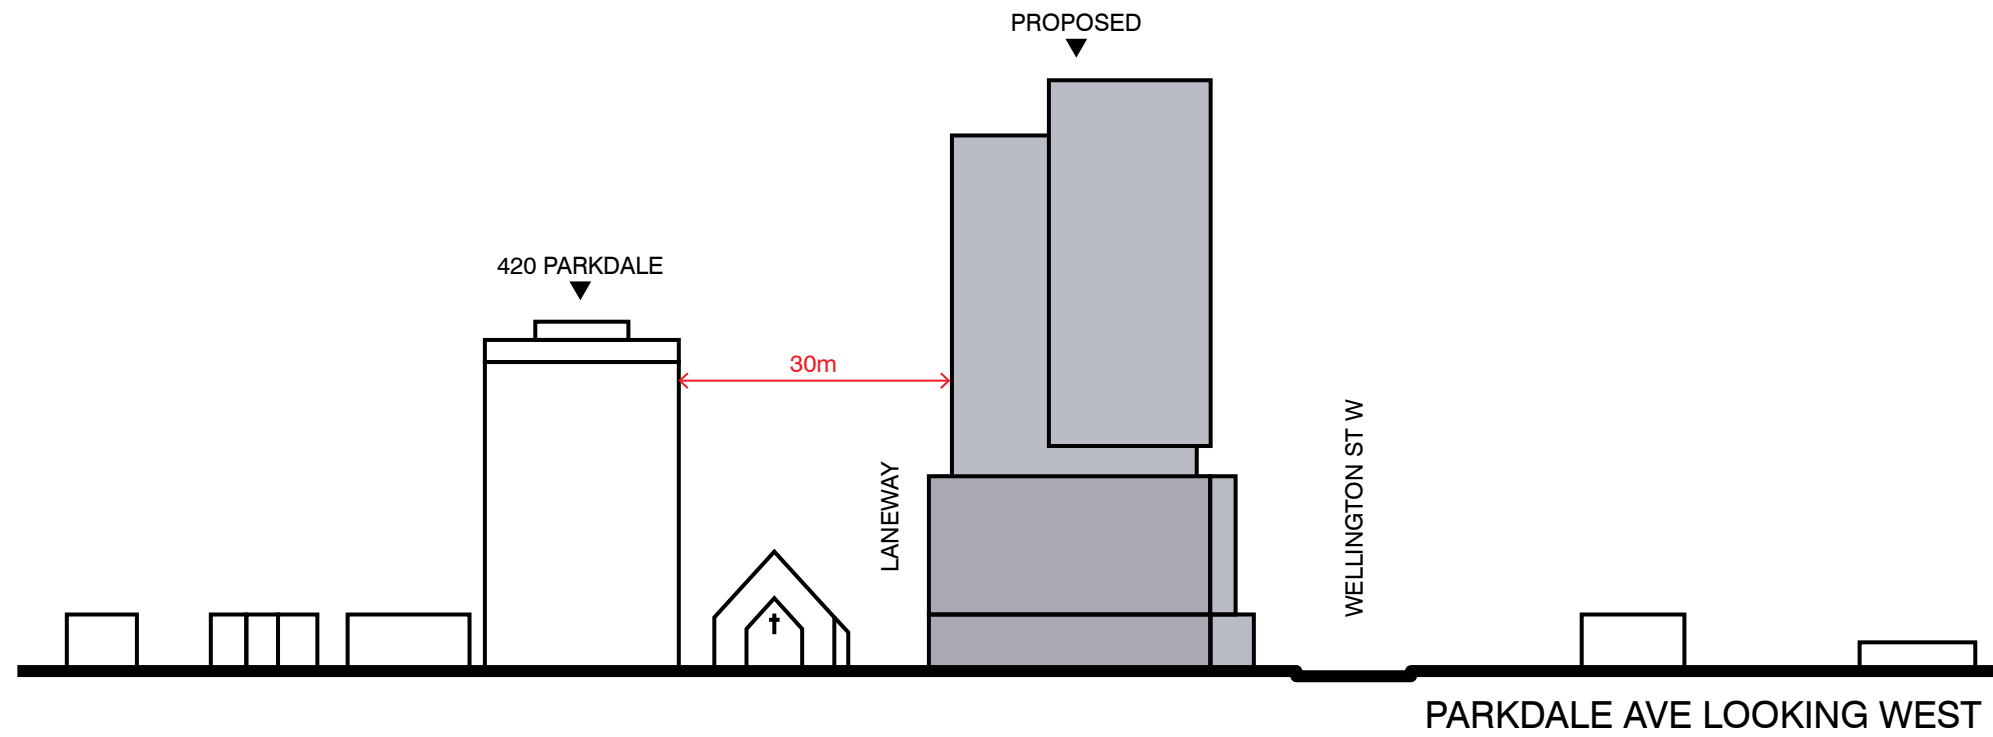 PROPOSED
420 PARKDALE
30m
LANEWAY
WELLINGTON ST W
PARKDALE AVE LOOKING WEST